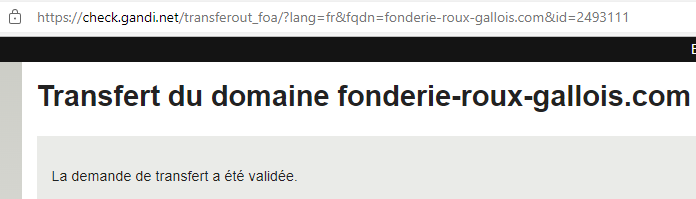 https://check.gandi.net/transferout_foa/?lang=fr&fqdn=fonderie-roux-gallois.com&id=2493111
Transfert du domaine fonderie-roux-gallois.com
La demande de transfert a été validée.